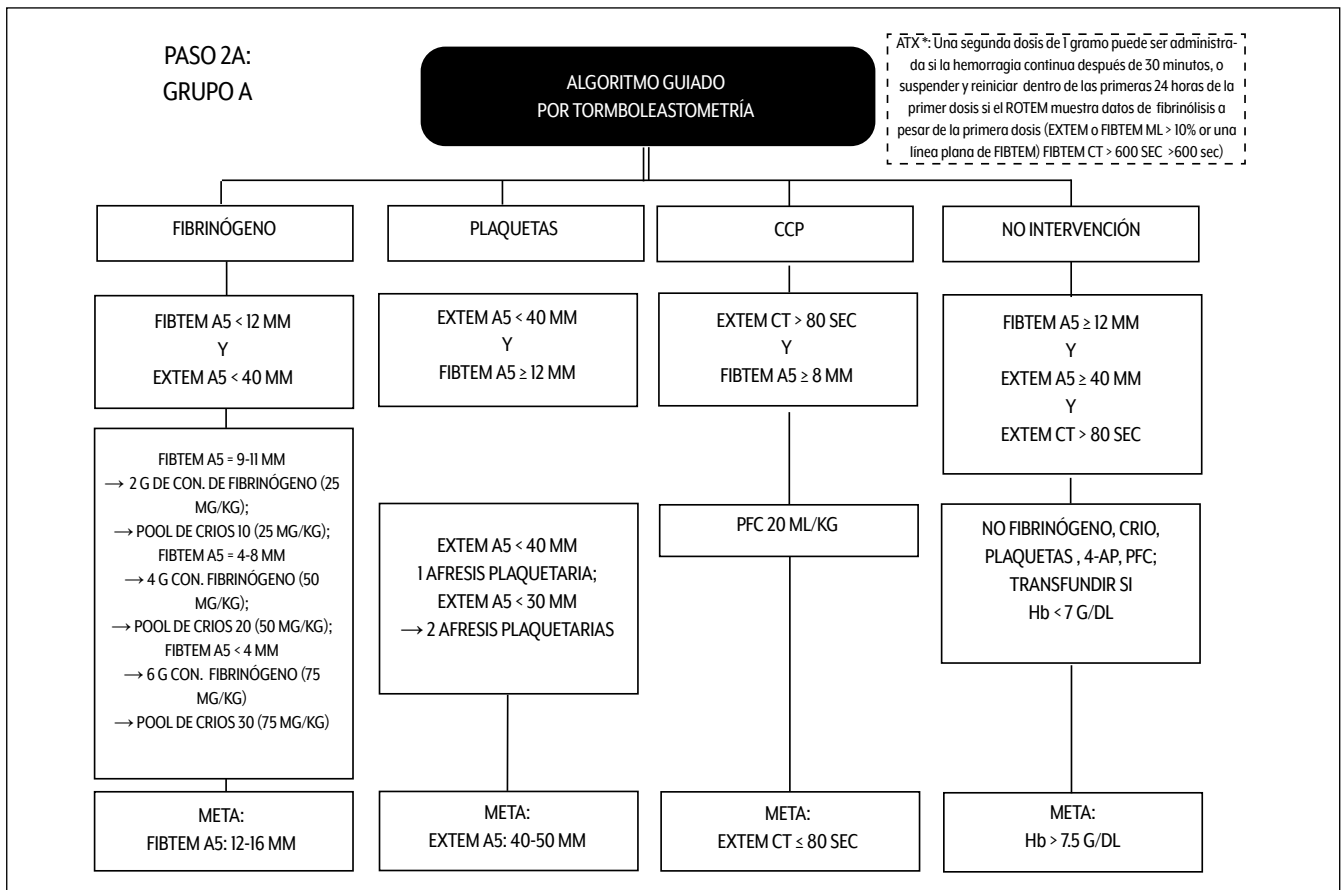 PASO 2A:
GRUPO A
ALGORITMO GUIADO
POR TORMBOLEASTOMETRÍA
ATX *: Una segunda dosis de 1 gramo puede ser administra-
da si la hemorragia continua después de 30 minutos, o
suspender y reiniciar dentro de las primeras 24 horas de la
primer dosis si el ROTEM muestra datos de fibrinólisis a
pesar de la primera dosis (EXTEM o FIBTEM ML > 10% or una
línea plana de FIBTEM) FIBTEM CT > 600 SEC >600 sec)
FIBRINÓGENO
FIBTEM A5 < 12 MM
Y
EXTEM A5 < 40 MM
FIBTEM A5 = 9-11 MM
→ 2 G DE CON. DE FIBRINÓGENO (25
MG/KG);
→ POOL DE CRIOS 10 (25 MG/KG);
FIBTEM A5 = 4-8 MM
→ 4 G CON. FIBRINÓGENO (50
MG/KG);
→ POOL DE CRIOS 20 (50 MG/KG);
FIBTEM A5 < 4 MM
→ 6 G CON. FIBRINÓGENO (75
MG/KG)
→ POOL DE CRIOS 30 (75 MG/KG)
META:
FIBTEM A5: 12-16 MM
PLAQUETAS
EXTEM A5 < 40 MM
Y
FIBTEM A5 ≥ 12 MM
EXTEM A5 < 40 MM
1 AFRESIS PLAQUETARIA;
EXTEM A5 < 30 MM
→ 2 AFRESIS PLAQUETARIAS
META:
EXTEM A5: 40-50 MM
CCP
EXTEM CT > 80 SEC
Y
FIBTEM A5 ≥ 8 MM
PFC 20 ML/KG
META:
EXTEM CT ≤ 80 SEC
NO INTERVENCIÓN
FIBTEM A5 ≥ 12 MM
Y
EXTEM A5 ≥ 40 MM
Y
EXTEM CT > 80 SEC
NO FIBRINÓGENO, CRIO,
PLAQUETAS , 4-AP, PFC;
TRANSFUNDIR SI
Hb < 7 G/DL
META:
Hb > 7.5 G/DL